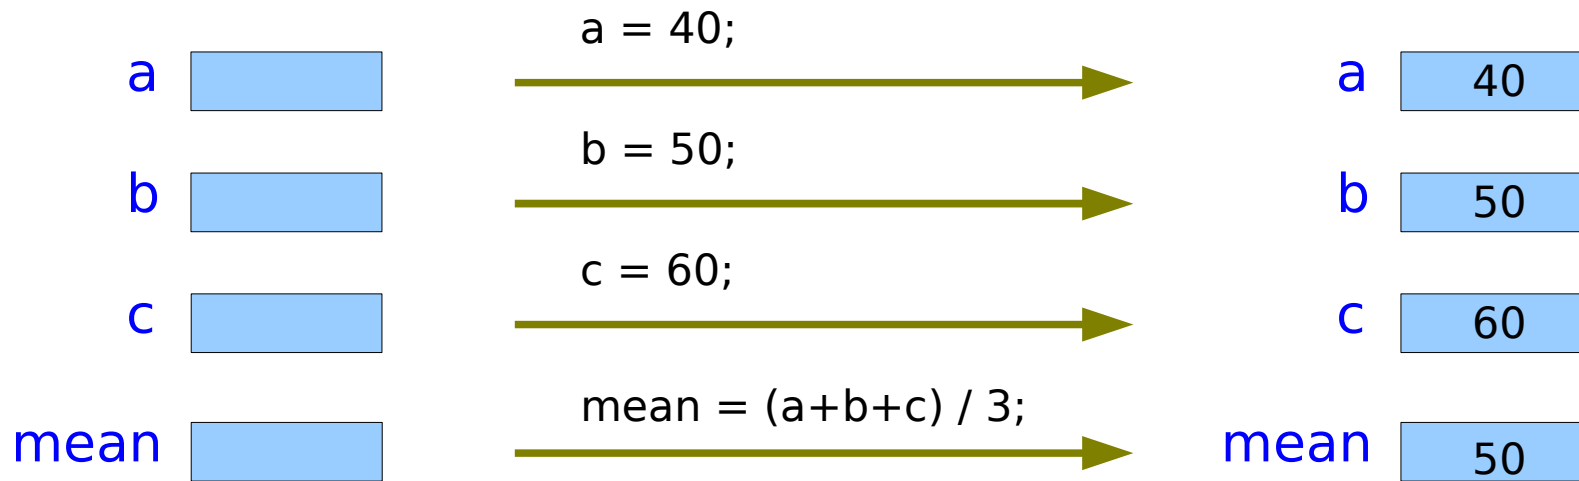 a = 40;
a
a
40
b = 50;
b
b
50
c = 60;
c
c
60
mean = (a+b+c) / 3;
mean
mean
50